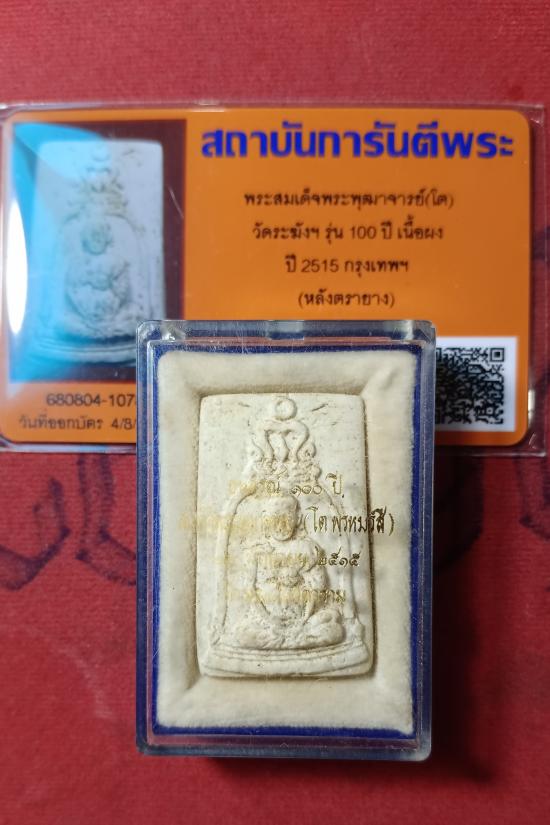 สถาบันการันตีพระ
พระสมเด็จพระพุฒาจารย์(โต)
วัดระฆังฯ รุ่น 100 ปี เนื้อผง
ปี 2515 กรุงเทพฯ
(หลังตรายาง)
680804-107
วันที่ออกบัตร 4/8/
๑๐๐ ปี
(โต พรหมรังสี)
๒๕๑๕